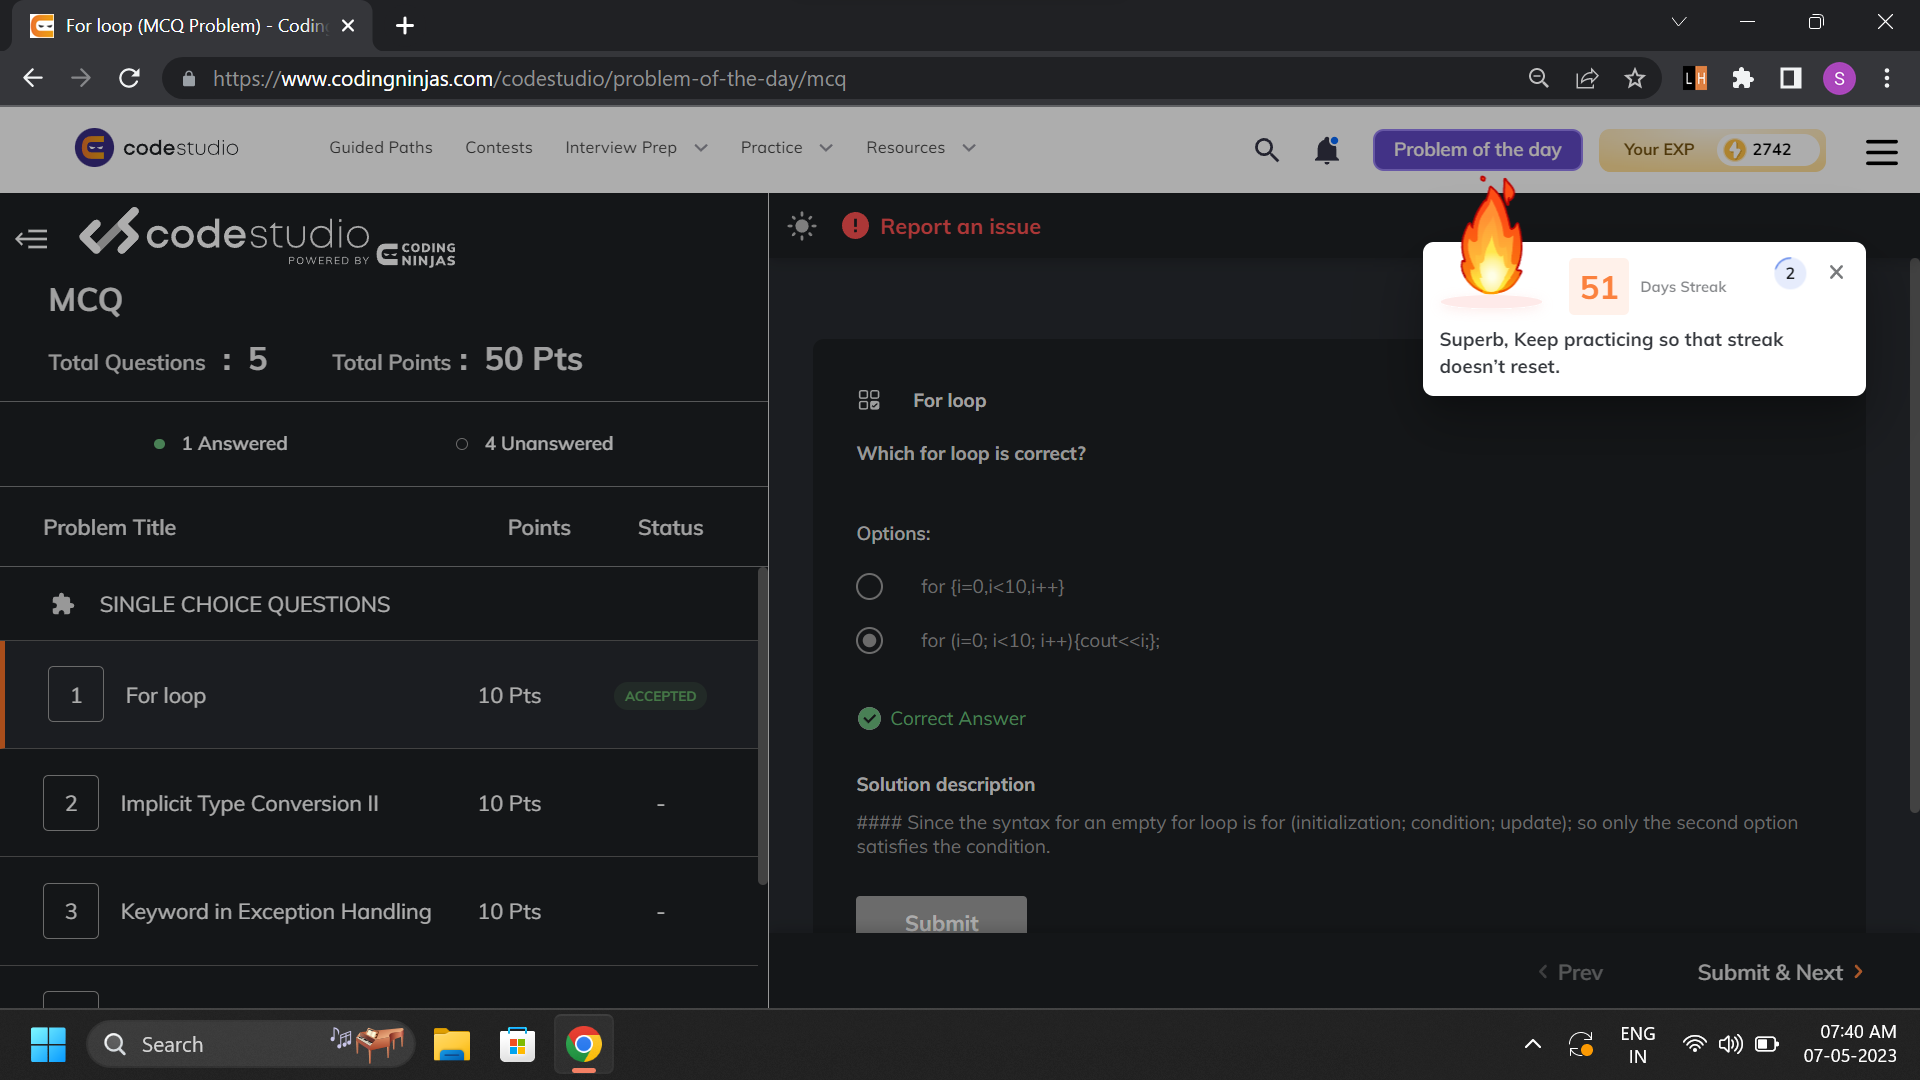 For loop (MCQ Problem) - Codin
https://www.codingninjas.com/codestudio/problem-of-the-day/mcq
LH
S
codestudio
Guided Paths
Contests
Interview Prep
Practice
Resources
Problem of the day
Your EXP
2742
codestudio
POWERED BY CODING NINJAS
Report an issue
51
Days Streak
2
Superb, Keep practicing so that streak
doesn’t reset.
MCQ
Total Questions : 5
Total Points : 50 Pts
1 Answered
4 Unanswered
Problem Title
Points
Status
SINGLE CHOICE QUESTIONS
1
For loop
10 Pts
ACCEPTED
2
Implicit Type Conversion II
10 Pts
-
3
Keyword in Exception Handling
10 Pts
-
For loop
Which for loop is correct?
Options:
for {i=0,i<10,i++}
for (i=0; i<10; i++){cout<<i;};
Correct Answer
Solution description
#### Since the syntax for an empty for loop is for (initialization; condition; update); so only the second option
satisfies the condition.
Submit
Prev
Submit & Next
Search
ENG
IN
07:40 AM
07-05-2023